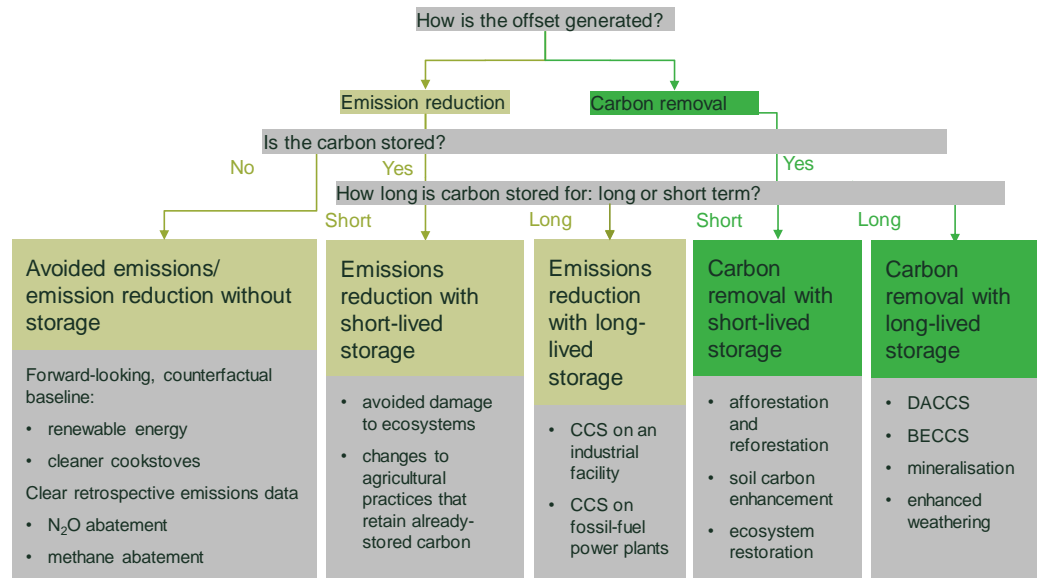 How is the offset generated?
Emission reduction
Carbon removal
Is the carbon stored?
No
Yes
Yes
How long is carbon stored for: long or short term?
Short
Long
Short
Long
Avoided emissions/
emission reduction without
storage
Forward-looking, counterfactual
baseline:
• renewable energy
• cleaner cookstoves
Clear retrospective emissions data
• N₂O abatement
• methane abatement
Emissions
reduction with
short-lived
storage
• avoided damage
to ecosystems
• changes to
agricultural
practices that
retain already-
stored carbon
Emissions
reduction
with long-
lived
storage
• CCS on an
industrial
facility
• CCS on
fossil-fuel
power plants
Carbon
removal with
short-lived
storage
• afforestation
and
reforestation
• soil carbon
enhancement
• ecosystem
restoration
Carbon
removal with
long-lived
storage
• DACCS
• BECCS
• mineralisation
• enhanced
weathering